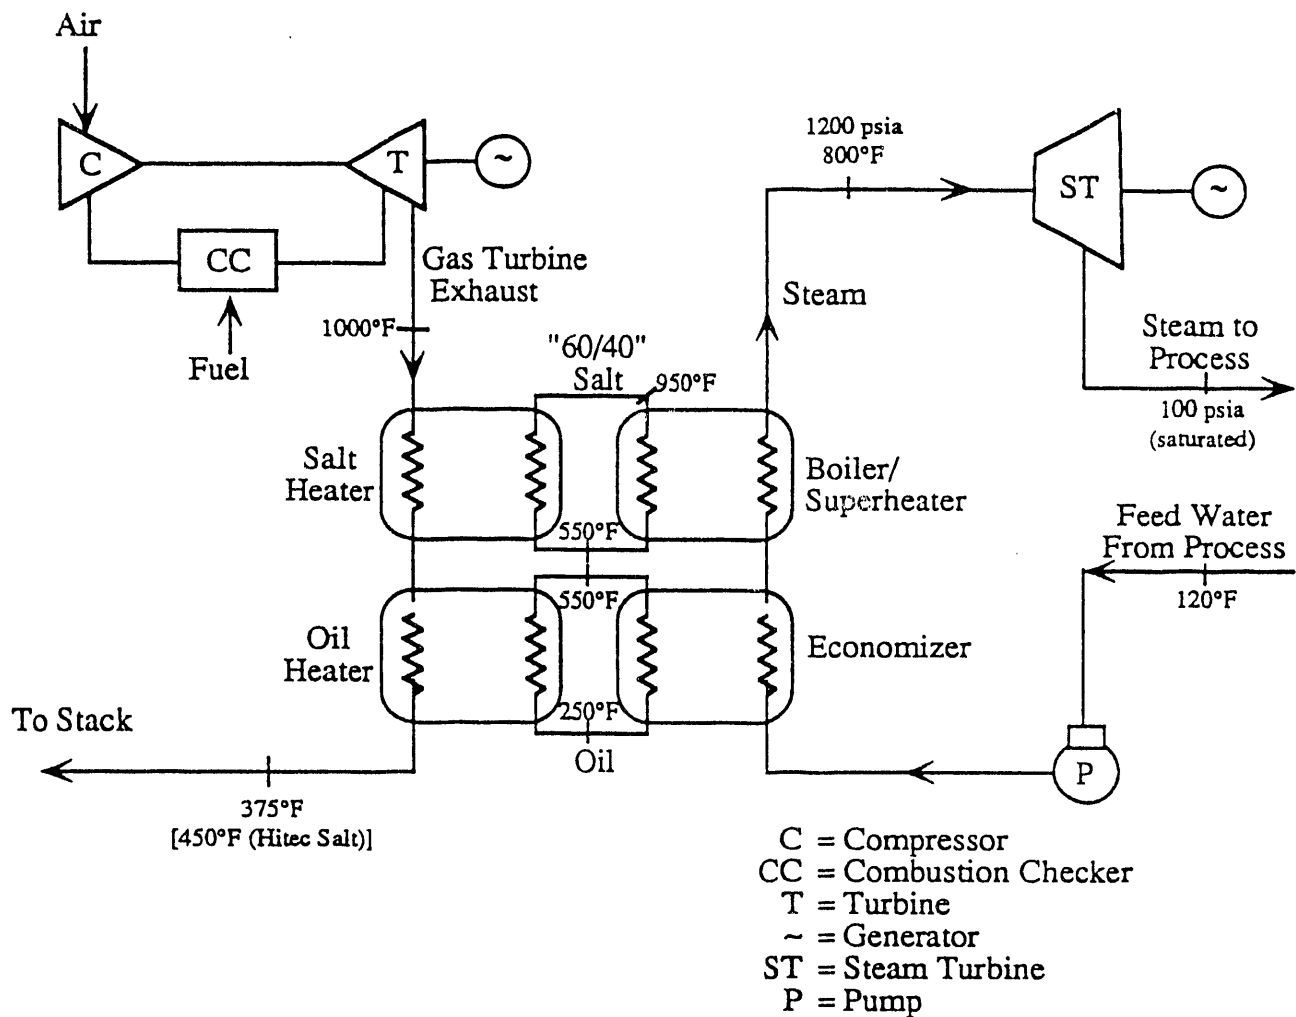 Air
C
T
~
CC
Fuel
Gas Turbine
Exhaust
1000°F
"60/40"
Salt
950°F
1200 psia
800°F
ST
~
Steam
Steam to
Process
100 psia
(saturated)
Salt
Heater
550°F
Boiler/
Superheater
Feed Water
From Process
120°F
Oil
Heater
550°F
250°F
Oil
Economizer
To Stack
375°F
[450°F (Hitec Salt)]
P
C = Compressor
CC = Combustion Checker
T = Turbine
~ = Generator
ST = Steam Turbine
P = Pump